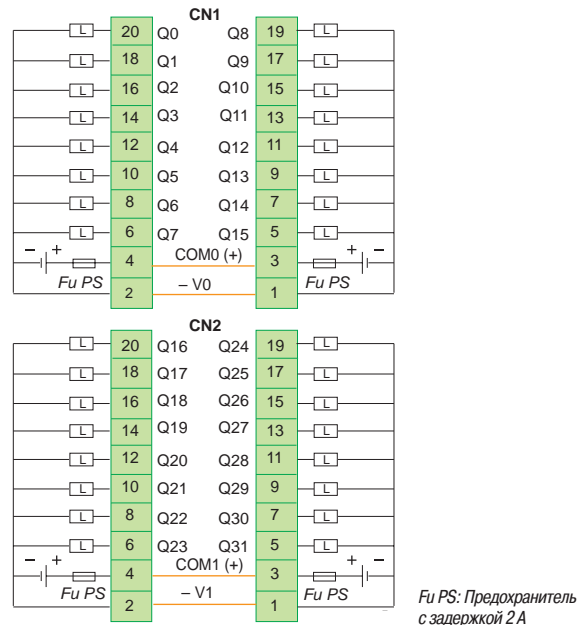 CN1
L 20 Q0 Q8 19 L
L 18 Q1 Q9 17 L
L 16 Q2 Q10 15 L
L 14 Q3 Q11 13 L
L 12 Q4 Q12 11 L
L 10 Q5 Q13 9 L
L 8 Q6 Q14 7 L
L 6 Q7 Q15 5 L
– + 4 COM0 (+) 3 + –
Fu PS 2 – V0 1 Fu PS
CN2
L 20 Q16 Q24 19 L
L 18 Q17 Q25 17 L
L 16 Q18 Q26 15 L
L 14 Q19 Q27 13 L
L 12 Q20 Q28 11 L
L 10 Q21 Q29 9 L
L 8 Q22 Q30 7 L
L 6 Q23 Q31 5 L
– + 4 COM1 (+) 3 + –
Fu PS 2 – V1 1 Fu PS
Fu PS: Предохранитель
с задержкой 2 А